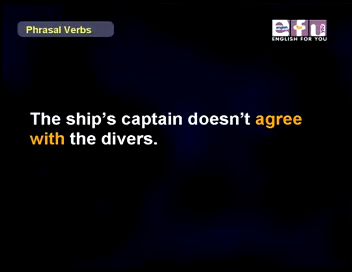 Phrasal Verbs
efu
ENGLISH FOR YOU
The ship's captain doesn't agree
with the divers.